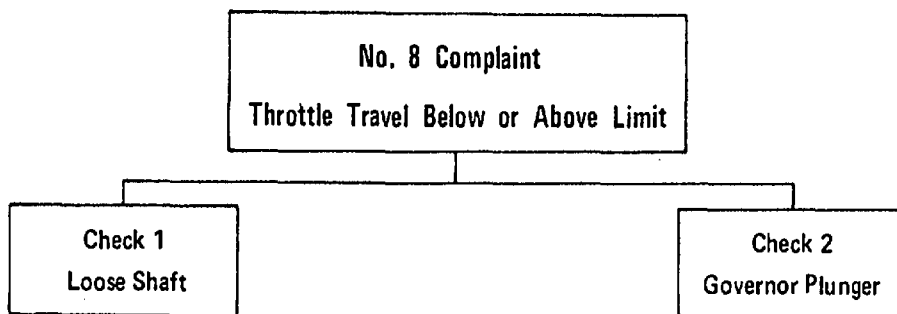 No. 8 Complaint
Throttle Travel Below or Above Limit
Check 1
Loose Shaft
Check 2
Governor Plunger